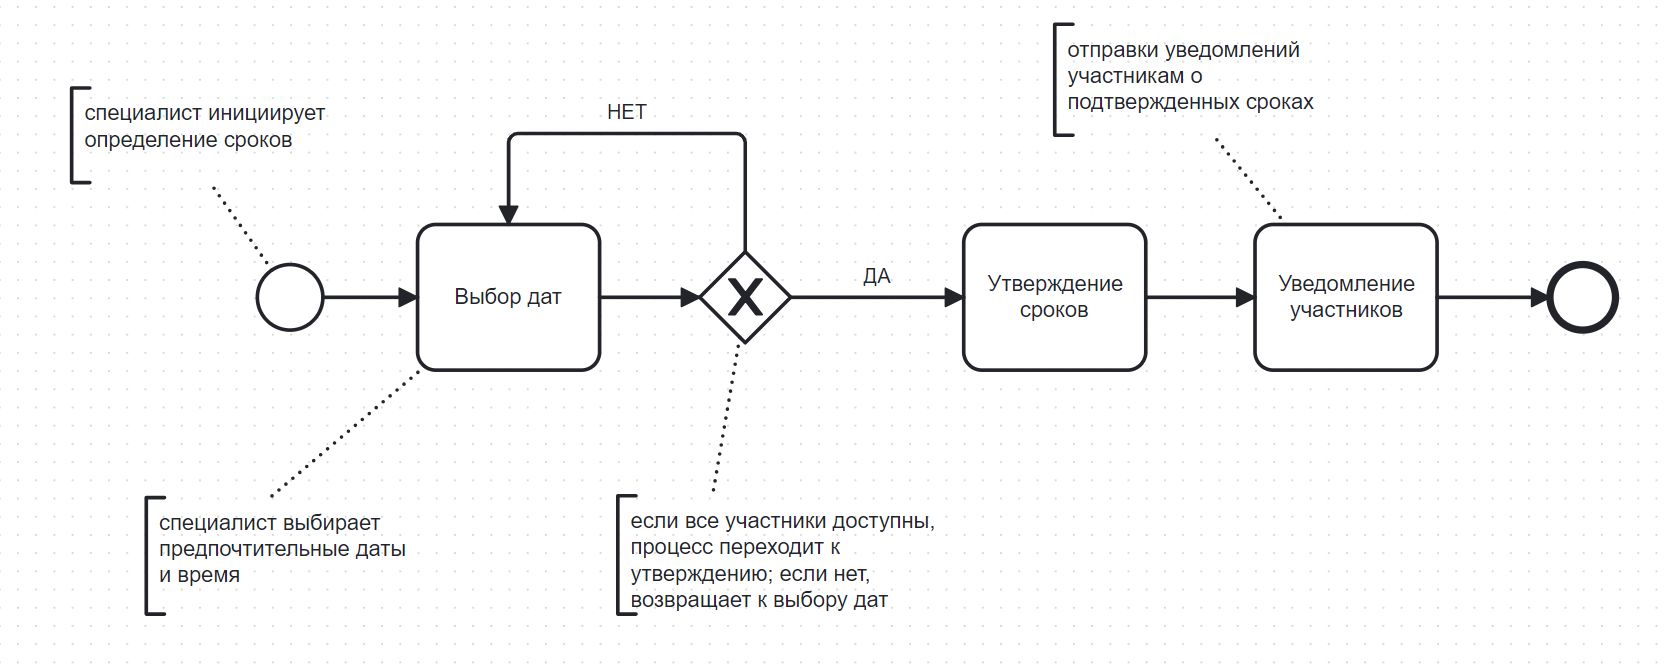 отправки уведомлений
участникам о
подтвержденных сроках
специалист инициирует
определение сроков
НЕТ
Выбор дат
X
ДА
Утверждение
сроков
Уведомление
участников
специалист выбирает
предпочтительные даты
и время
если все участники доступны,
процесс переходит к
утверждению; если нет,
возвращает к выбору дат